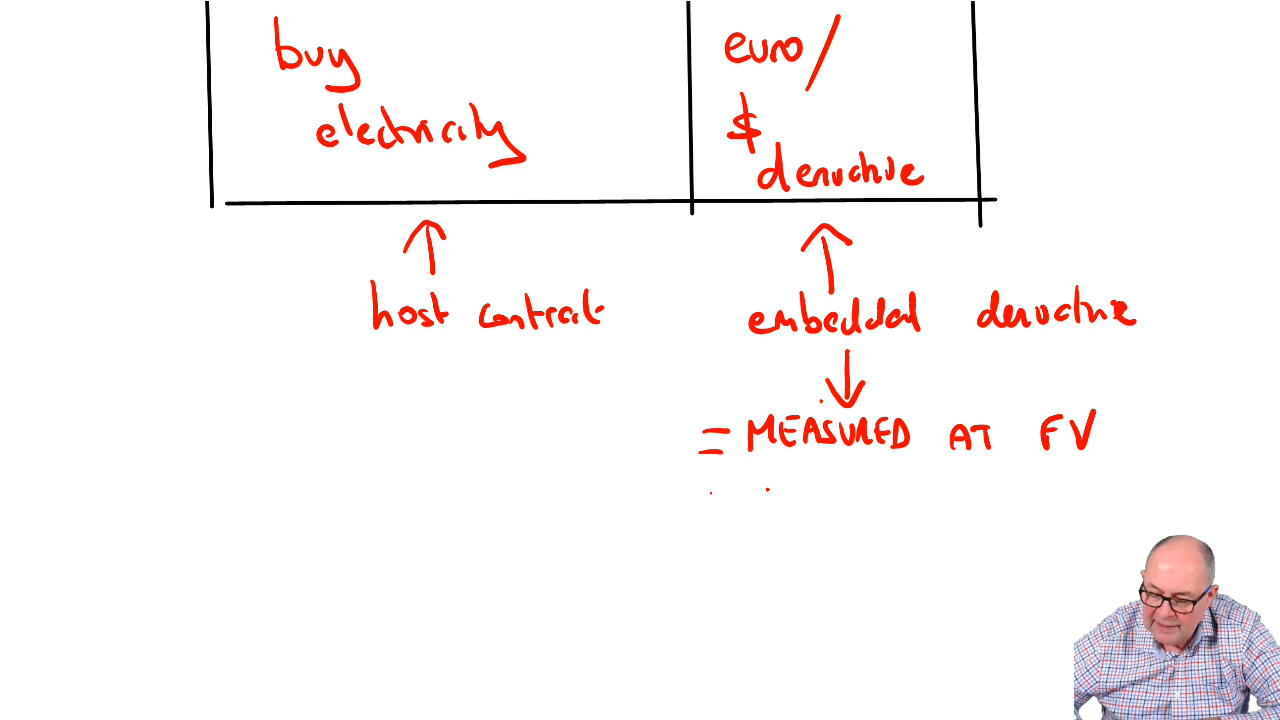 buy
electricity
euro/
$
derivative
host contract
embedded derivative
= MEASURED AT FV